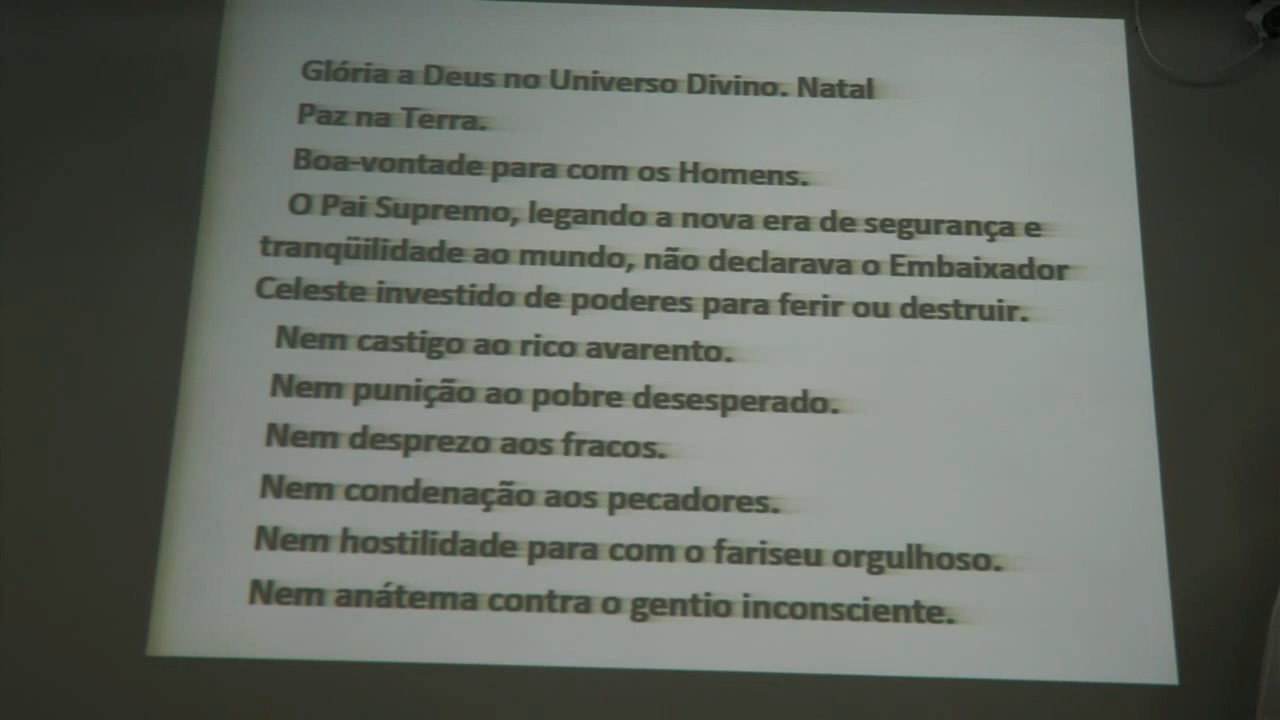 Glória a Deus no Universo Divino. Natal
Paz na Terra.
Boa-vontade para com os Homens.
O Pai Supremo, legando a nova era de segurança e
tranqüilidade ao mundo, não declarava o Embaixador
Celeste investido de poderes para ferir ou destruir.
Nem castigo ao rico avarento.
Nem punição ao pobre desesperado.
Nem desprezo aos fracos.
Nem condenação aos pecadores.
Nem hostilidade para com o fariseu orgulhoso.
Nem anátema contra o gentio inconsciente.